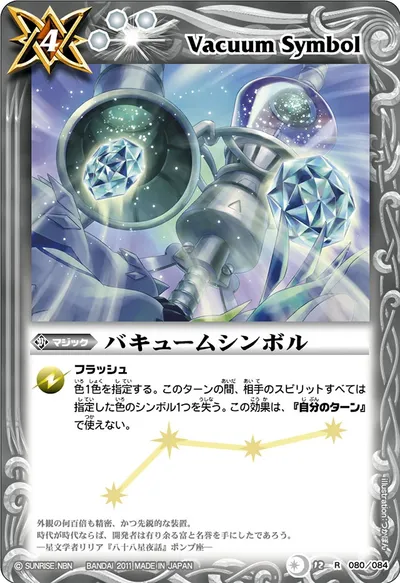 4
Vacuum Symbol
マジック
バキュームシンボル
フラッシュ
色1色を指定する。このターンの間、相手のスピリットすべては
指定した色のシンボル1つを失う。この効果は、『自分のターン』
で使えない。
外観の何百倍も精密、かつ先鋭的な装置。
時代が時代ならば、開発者は有り余る富と名誉を手にしたであろう。
―星文学者リリア『八十八星夜話』ポンプ座―
illustration つかぽん
©SUNRISE.NBN BANDAI 2011 MADE IN JAPAN
12 R 080/084